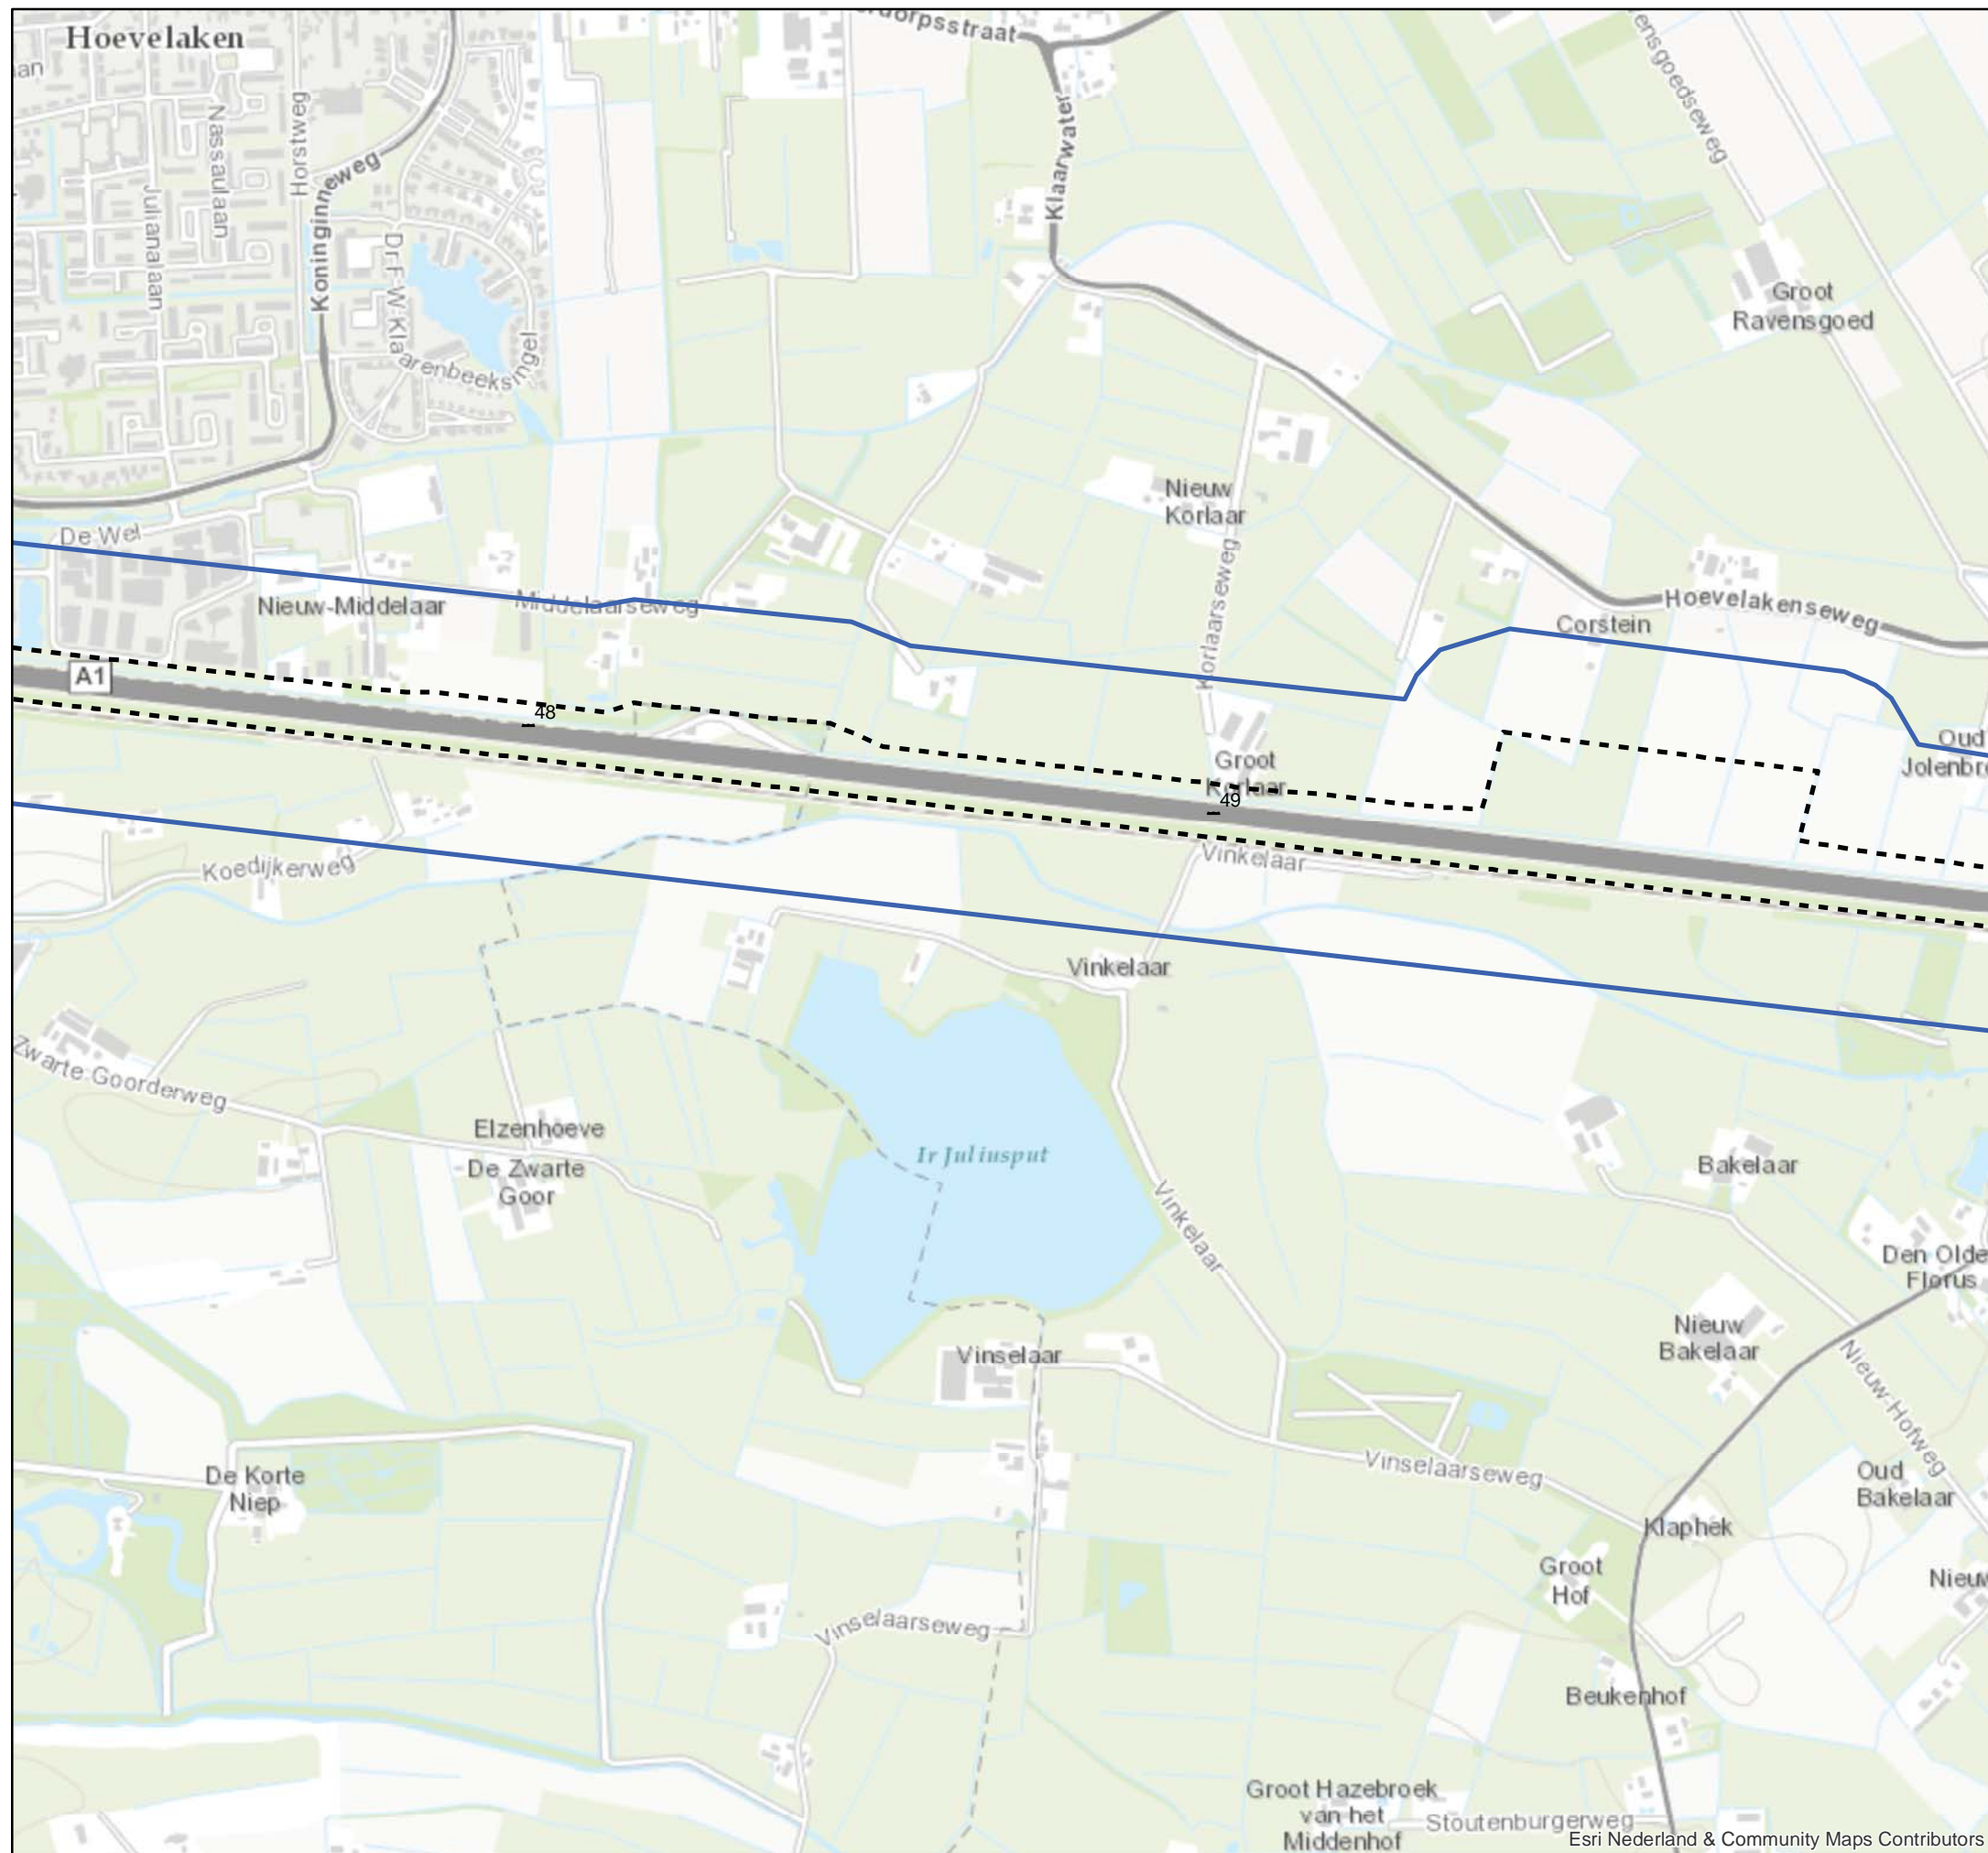 Hoevelaken
Nassaulaan
Horstweg
Julianalaan
Koninginneweg
Dr.F.W.Klaarenbeeksingel
Klaarwater
Groot
Ravensgoed
Nieuw
Korlaar
De Wel
Korlaarseweg
Nieuw-Middelaar
Middelaarseweg
Hoevelakenseweg
Corstein
A1
48
Groot
Korlaar
49
Oud
Vinkelaar
Koedijkerweg
Vinkelaar
Zwarte Goorderweg
Elzenhoeve
De Zwarte
Goor
Ir Juliusput
Vinkelaar
Bakelaar
Den Olde
Florus
Nieuw
Bakelaar
Vinselaar
Nieuw-Hofweg
Vinselaarseweg
De Korte
Niep
Oud
Bakelaar
Klaphek
Groot
Hof
Vinselaarseweg
Beukenhof
Groot Hazebroek
van het
Middenhof
Stoutenburgerweg
Esri Nederland & Community Maps Contributors